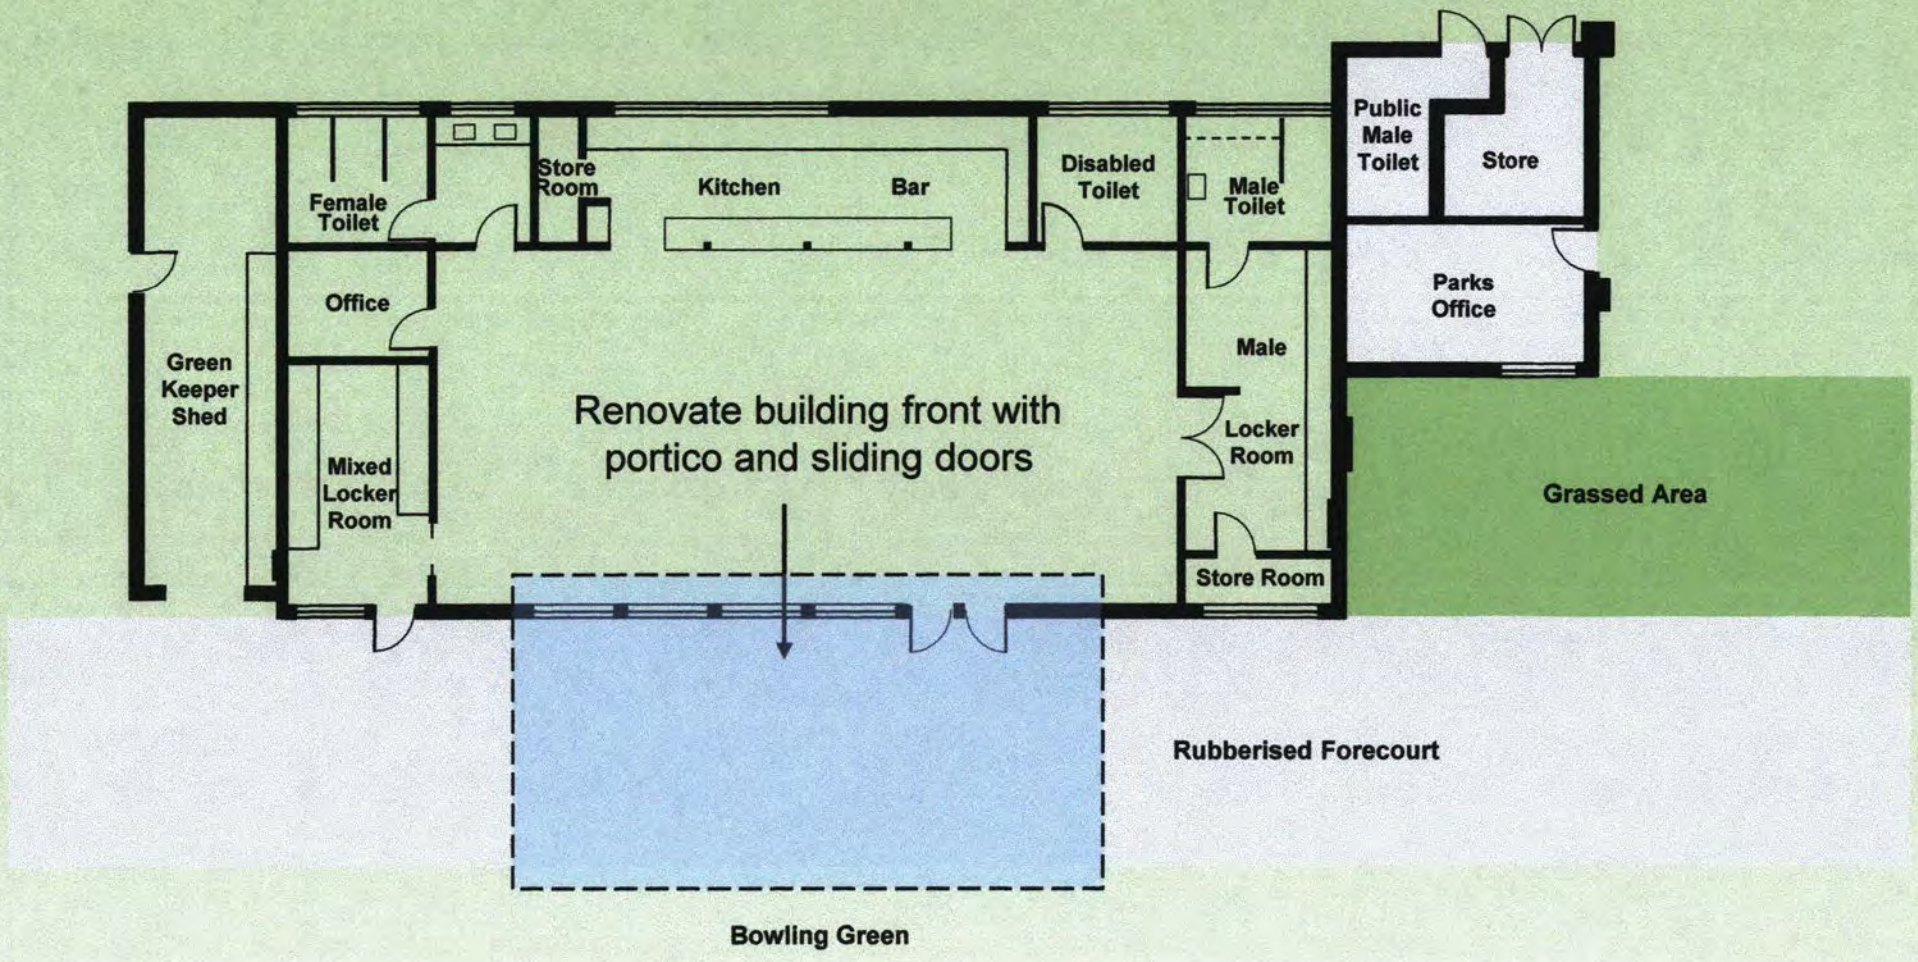 Public
Male
Toilet
Store
Store
Room
Kitchen
Bar
Disabled
Toilet
Male
Toilet
Female
Toilet
Office
Parks
Office
Green
Keeper
Shed
Male
Locker
Room
Renovate building front with
portico and sliding doors
Mixed
Locker
Room
Grassed Area
Store Room
Rubberised Forecourt
Bowling Green